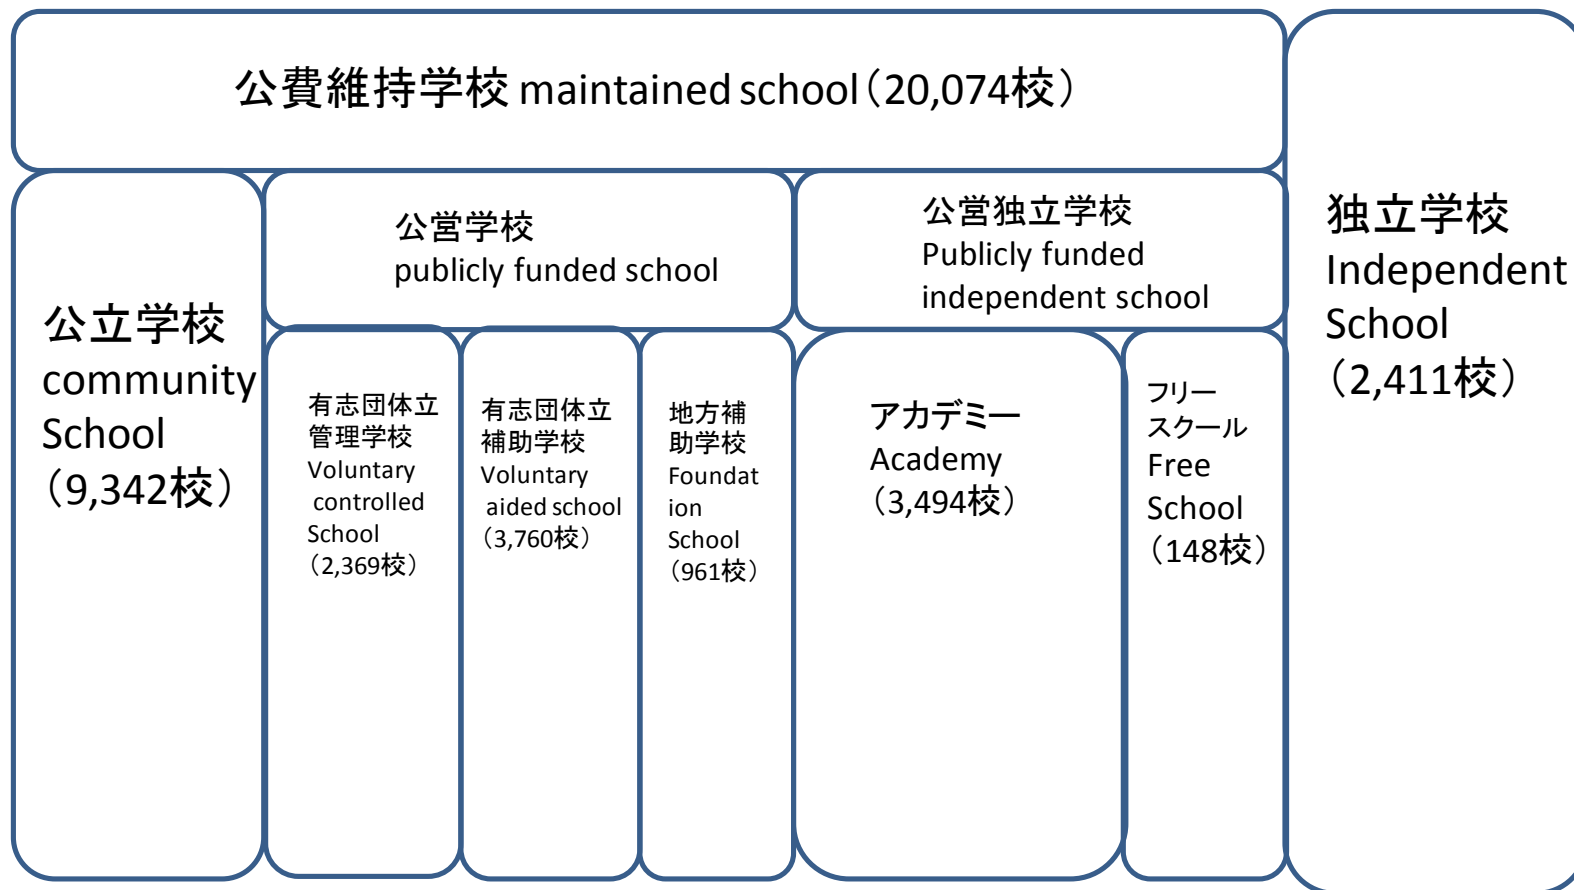 公費維持学校 maintained school（20,074校）
公立学校
community
School
（9,342校）
公営学校
publicly funded school
有志団体立
管理学校
Voluntary
controlled
School
（2,369校）
有志団体立
補助学校
Voluntary
aided school
（3,760校）
地方補
助学校
Foundat
ion
School
（961校）
公営独立学校
Publicly funded
independent school
アカデミー
Academy
（3,494校）
フリー
スクール
Free
School
（148校）
独立学校
Independent
School
（2,411校）